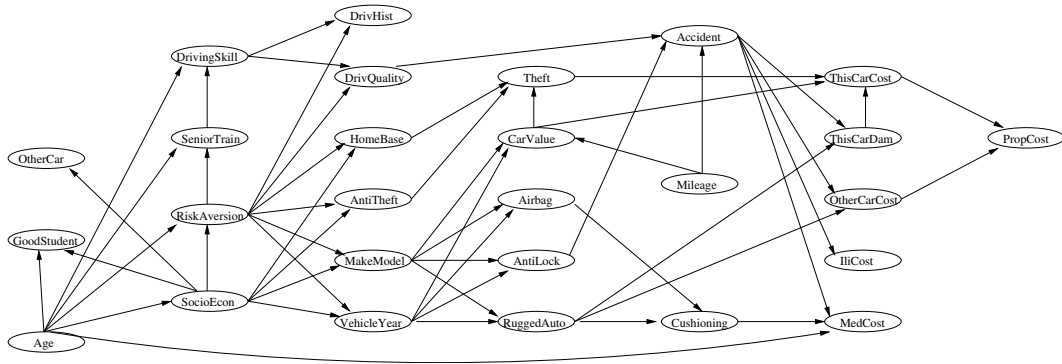 DrivHist
DrivingSkill
Accident
DrivQuality
Theft
ThisCarCost
SeniorTrain
HomeBase
CarValue
ThisCarDam
PropCost
OtherCar
Mileage
AntiTheft
Airbag
OtherCarCost
RiskAversion
GoodStudent
MakeModel
AntiLock
IliCost
SocioEcon
VehicleYear
RuggedAuto
Cushioning
MedCost
Age